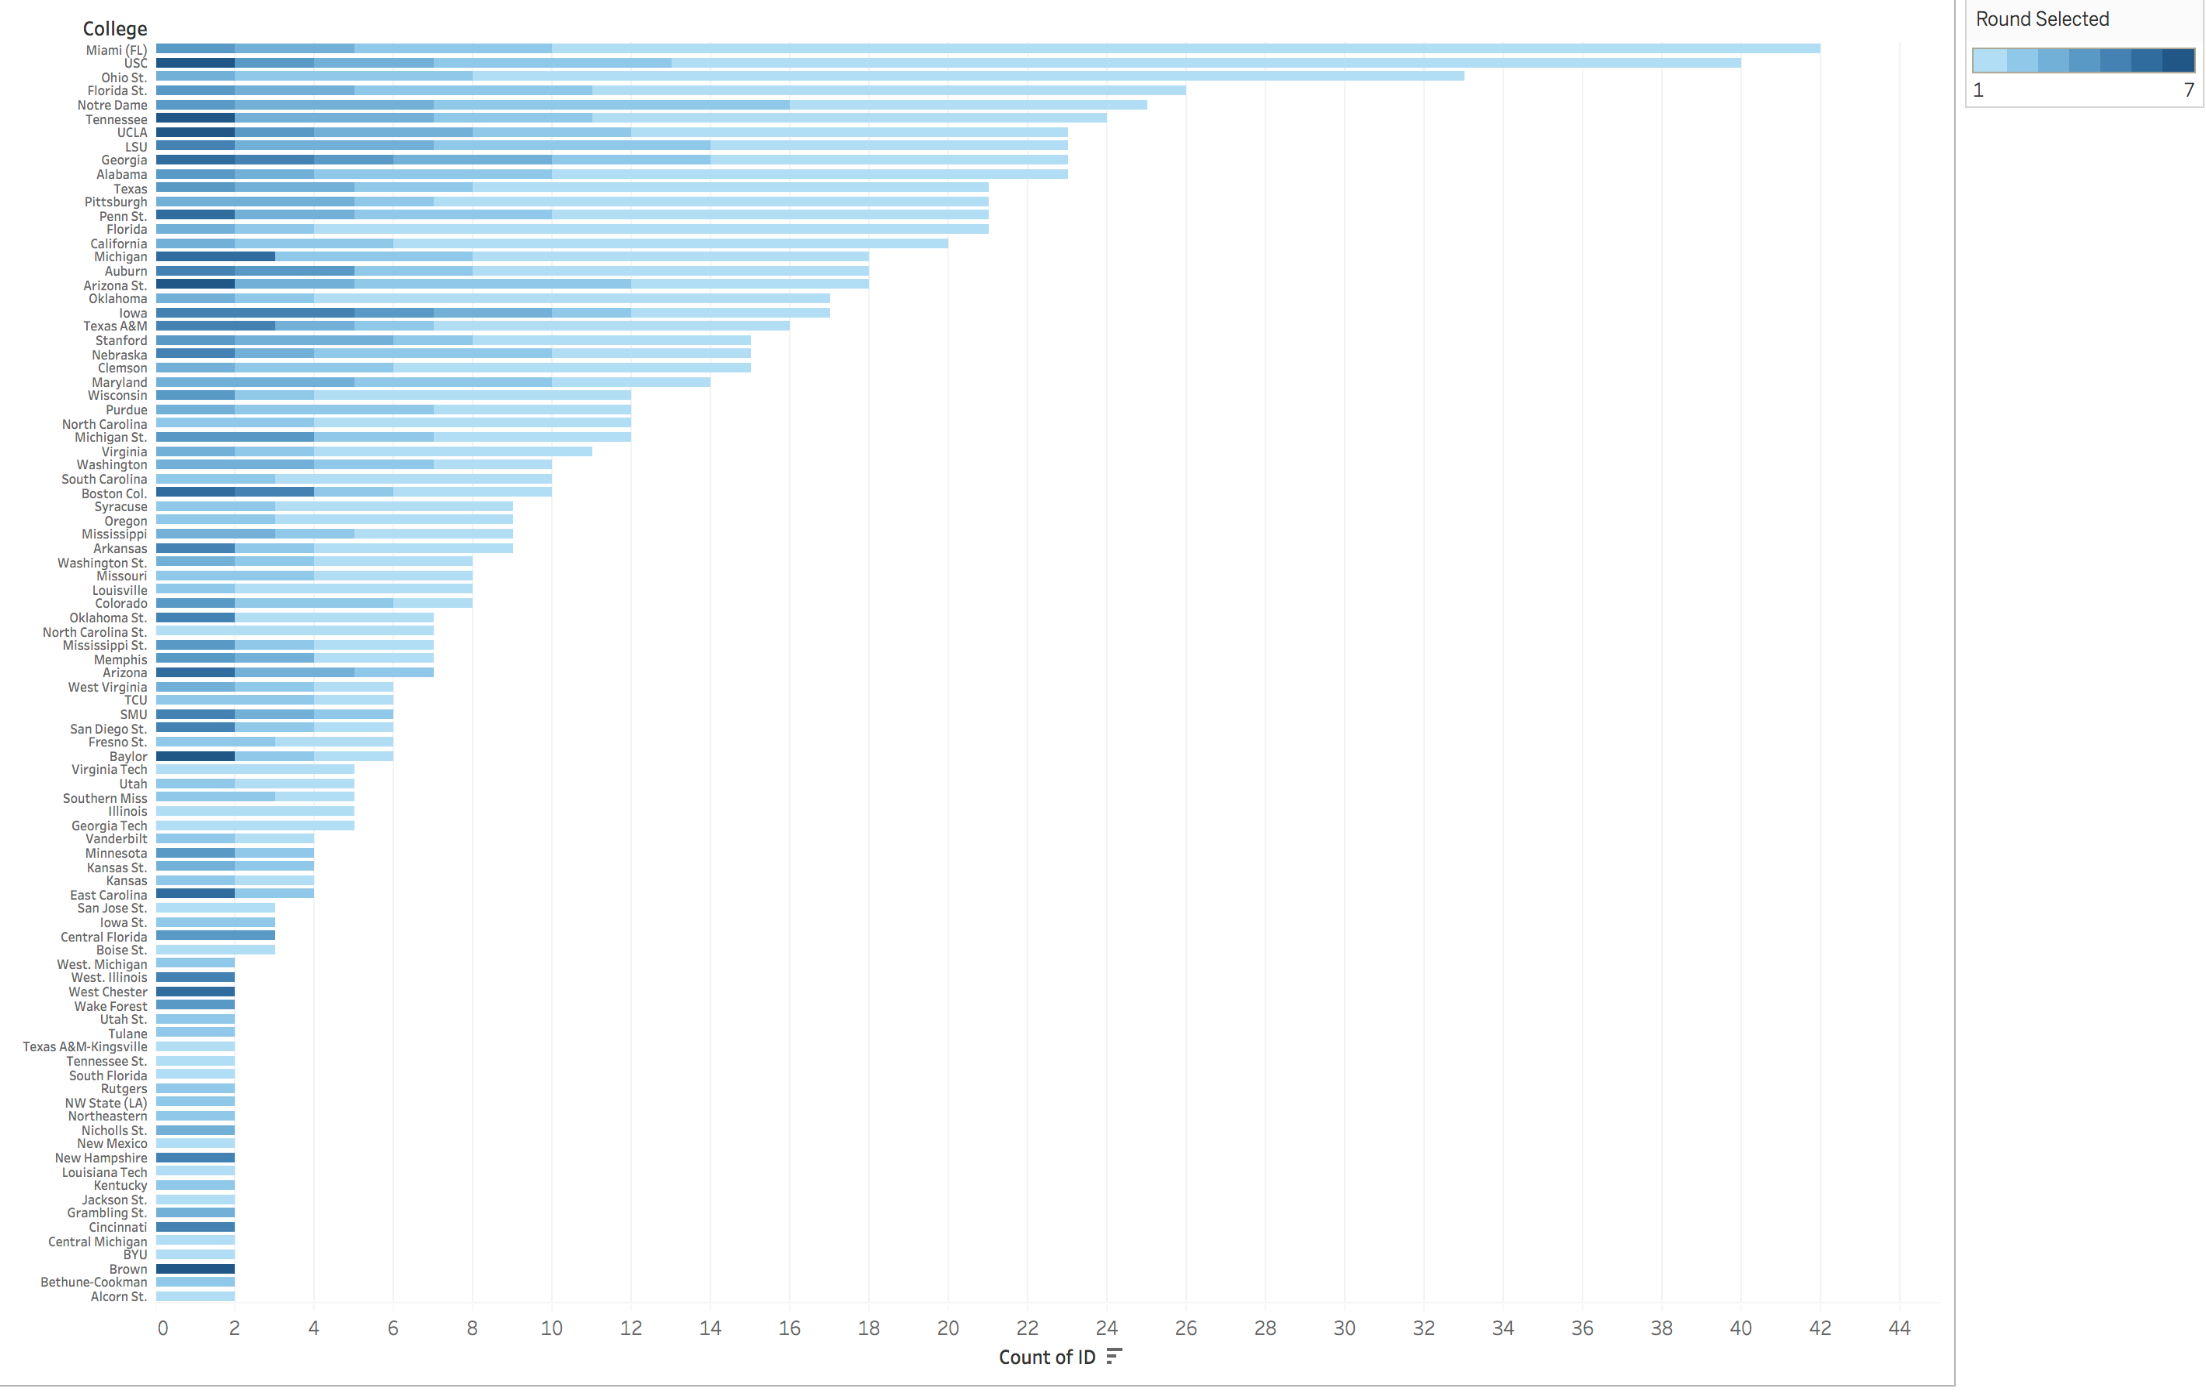 College
Miami (FL)
USC
Ohio St.
Florida St.
Notre Dame
Tennessee
UCLA
LSU
Georgia
Alabama
Texas
Pittsburgh
Penn St.
Florida
California
Michigan
Auburn
Arizona St.
Oklahoma
Iowa
Texas A&M
Stanford
Nebraska
Clemson
Maryland
Wisconsin
Purdue
North Carolina
Michigan St.
Virginia
Washington
South Carolina
Boston Col.
Syracuse
Oregon
Mississippi
Arkansas
Washington St.
Missouri
Louisville
Colorado
Oklahoma St.
North Carolina St.
Mississippi St.
Memphis
Arizona
West Virginia
TCU
SMU
San Diego St.
Fresno St.
Baylor
Virginia Tech
Utah
Southern Miss
Illinois
Georgia Tech
Vanderbilt
Minnesota
Kansas St.
Kansas
East Carolina
San Jose St.
Iowa St.
Central Florida
Boise St.
West. Michigan
West. Illinois
West Chester
Wake Forest
Utah St.
Tulane
Texas A&M-Kingsville
Tennessee St.
South Florida
Rutgers
NW State (LA)
Northeastern
Nicholls St.
New Mexico
New Hampshire
Louisiana Tech
Kentucky
Jackson St.
Grambling St.
Cincinnati
Central Michigan
BYU
Brown
Bethune-Cookman
Alcorn St.
0 2 4 6 8 10 12 14 16 18 20 22 24 26 28 30 32 34 36 38 40 42 44
Count of ID
Round Selected
1 7